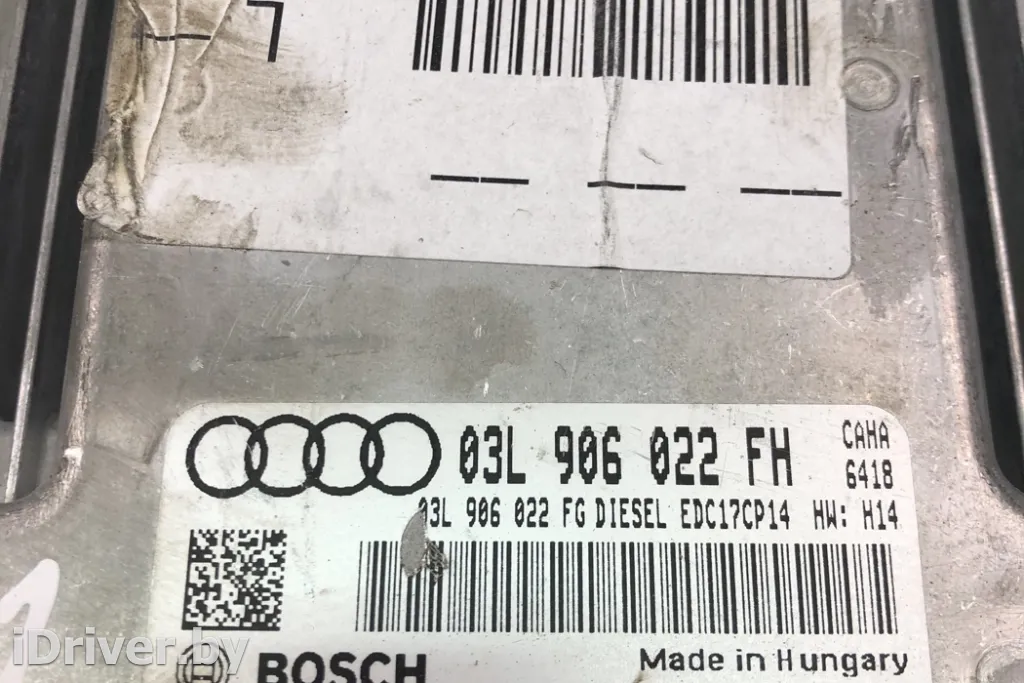 03L 906 022 FH
CAHA
6418
03L 906 022 FG DIESEL EDC17CP14 HW: H14
BOSCH
Made in Hungary
iDriver.by